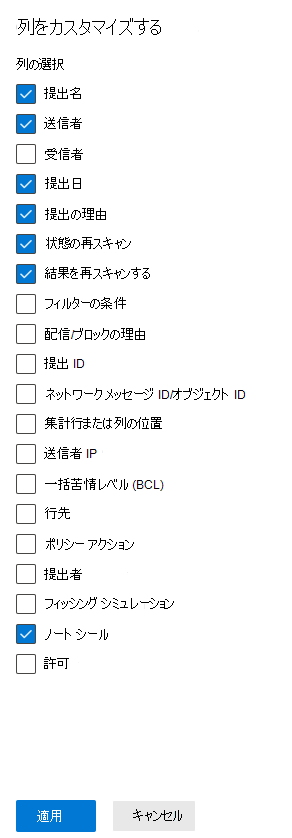 列をカスタマイズする
列の選択
提出名
送信者
受信者
提出日
提出の理由
状態の再スキャン
結果を再スキャンする
フィルターの条件
配信/ブロックの理由
提出 ID
ネットワーク メッセージ ID/オブジェクト ID
集計行または列の位置
送信者 IP
一括苦情レベル (BCL)
行先
ポリシー アクション
提出者
フィッシング シミュレーション
ノート シール
許可
適用 キャンセル